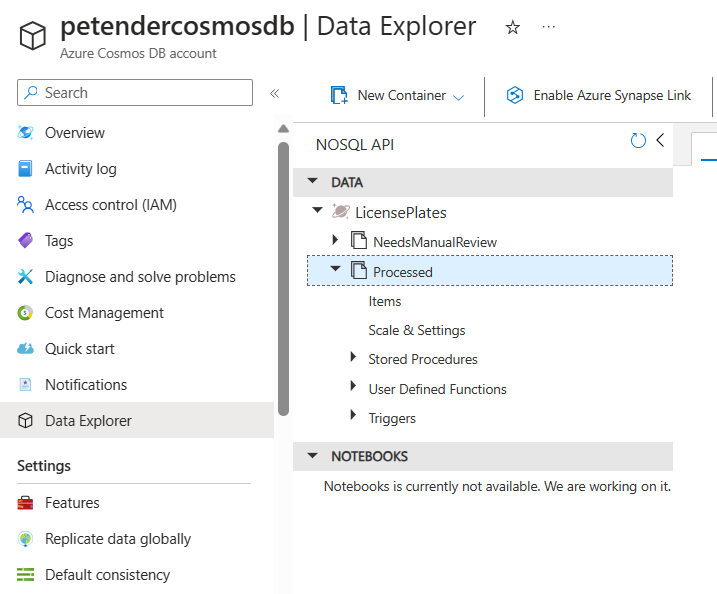 petendercosmosdb | Data Explorer
Azure Cosmos DB account
Search
New Container
Enable Azure Synapse Link
Overview
Activity log
Access control (IAM)
Tags
Diagnose and solve problems
Cost Management
Quick start
Notifications
Data Explorer
Settings
Features
Replicate data globally
Default consistency
NOSQL API
DATA
LicensePlates
NeedsManualReview
Processed
Items
Scale & Settings
Stored Procedures
User Defined Functions
Triggers
NOTEBOOKS
Notebooks is currently not available. We are working on it.